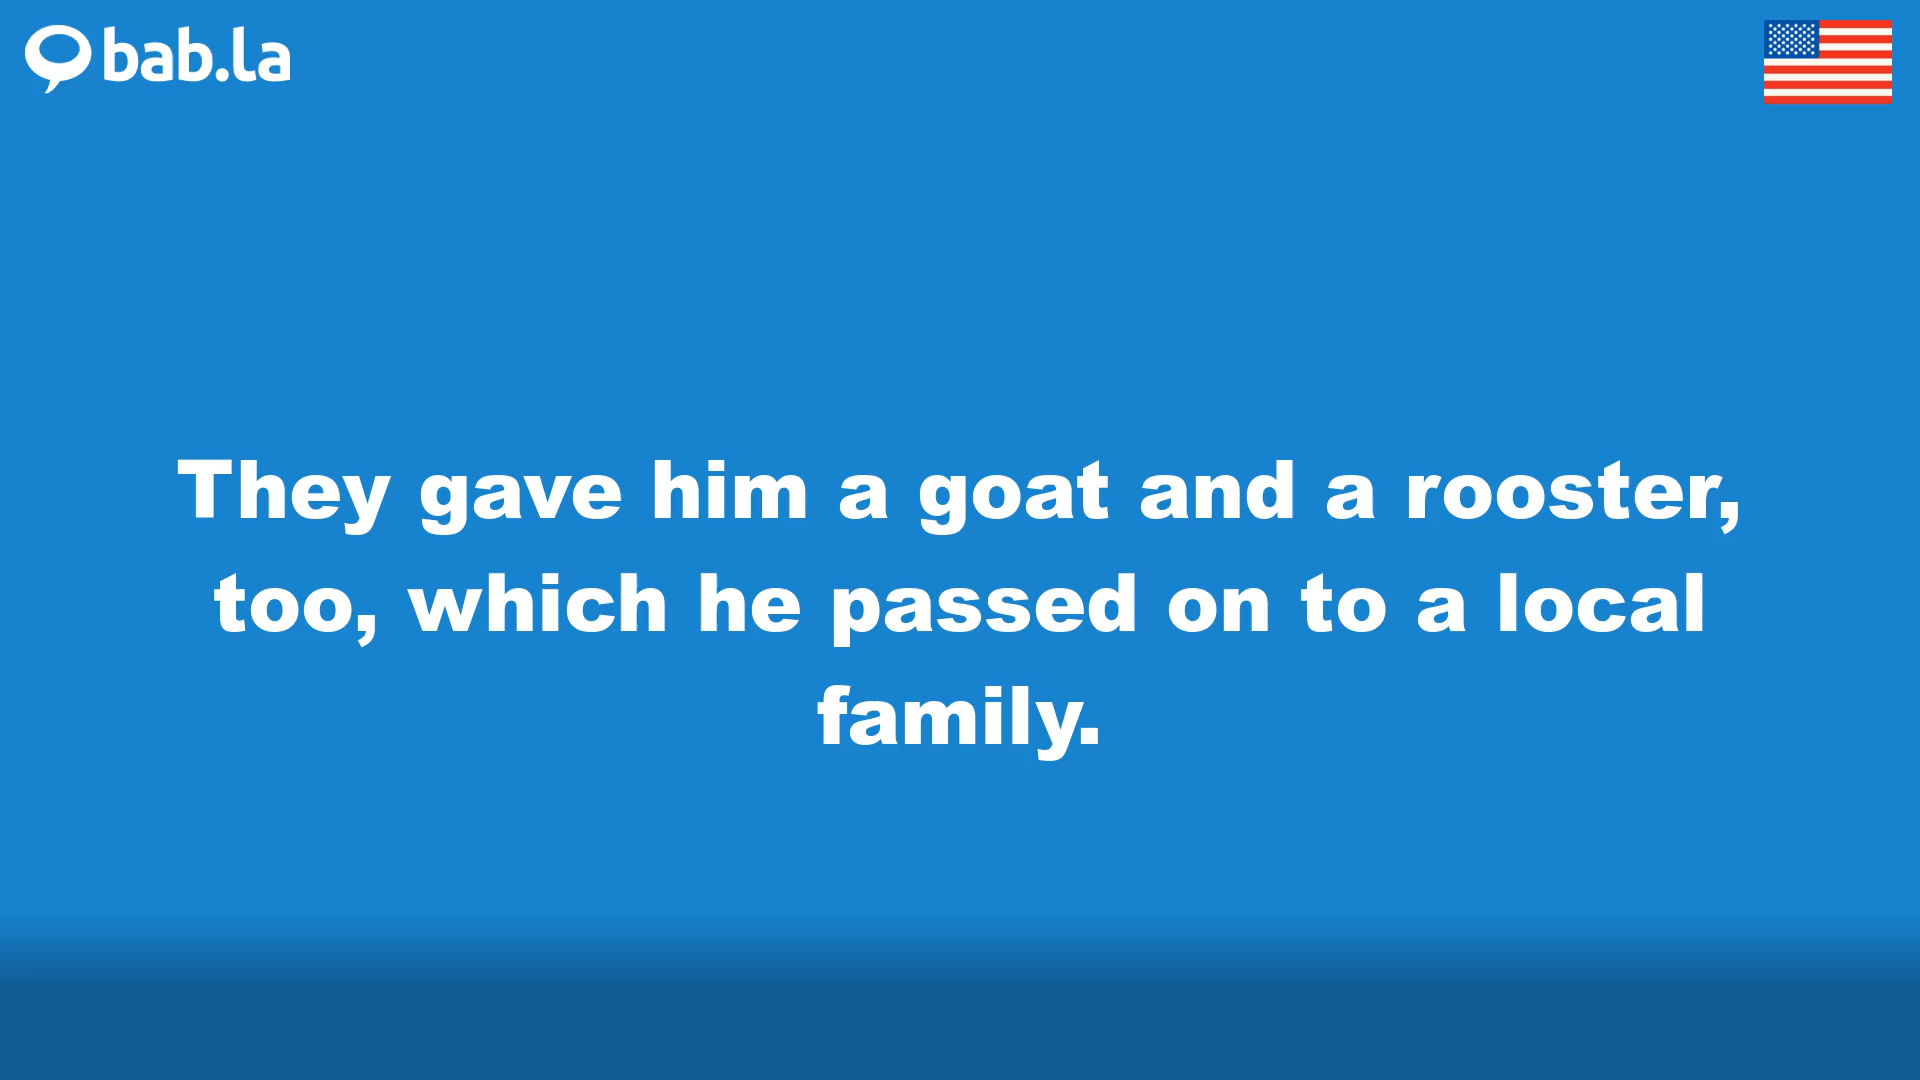 bab.la
They gave him a goat and a rooster,
too, which he passed on to a local
family.